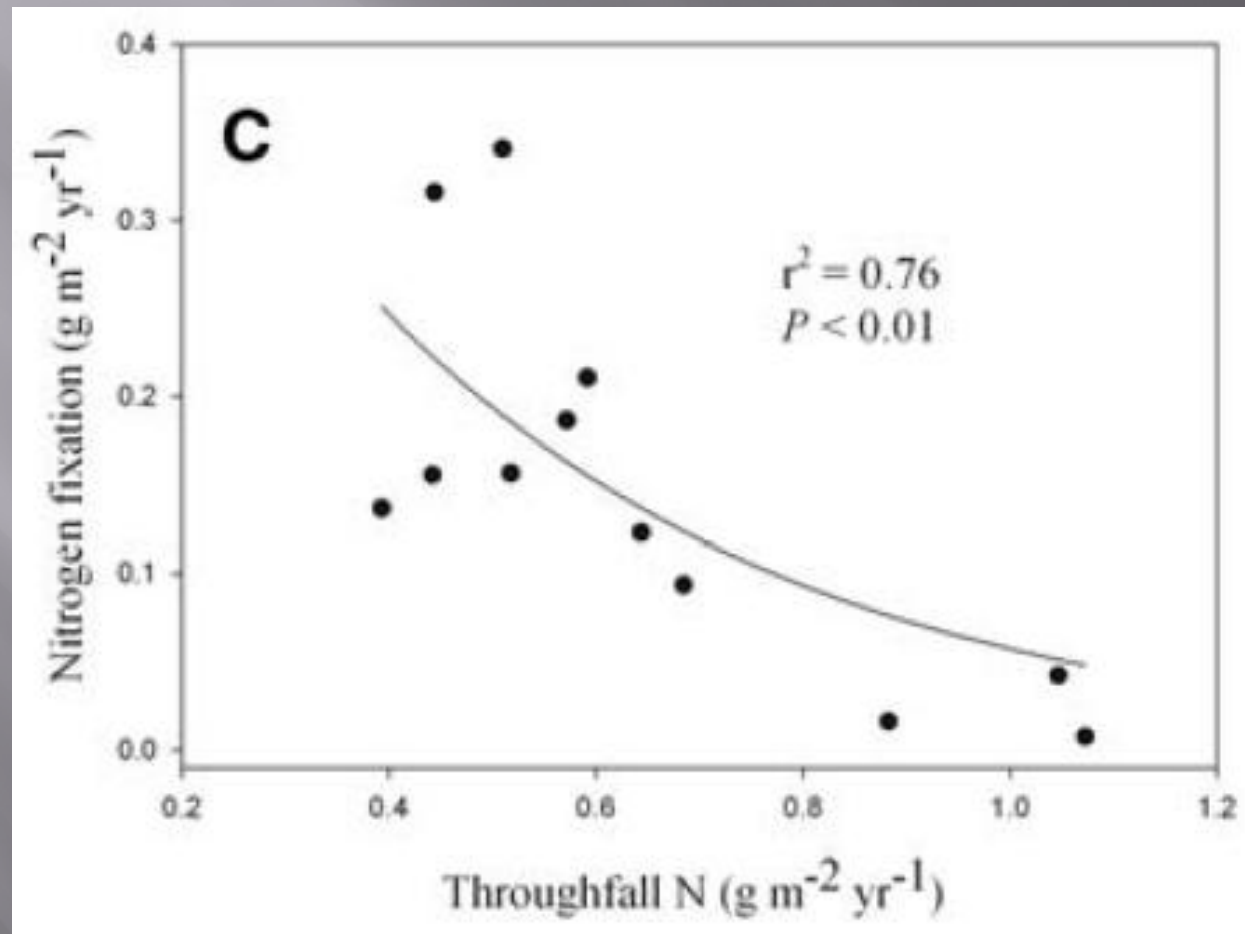 C
r² = 0.76
P < 0.01
Nitrogen fixation (g m⁻² yr⁻¹)
0.4
0.3
0.2
0.1
0.0
0.2 0.4 0.6 0.8 1.0 1.2
Throughfall N (g m⁻² yr⁻¹)